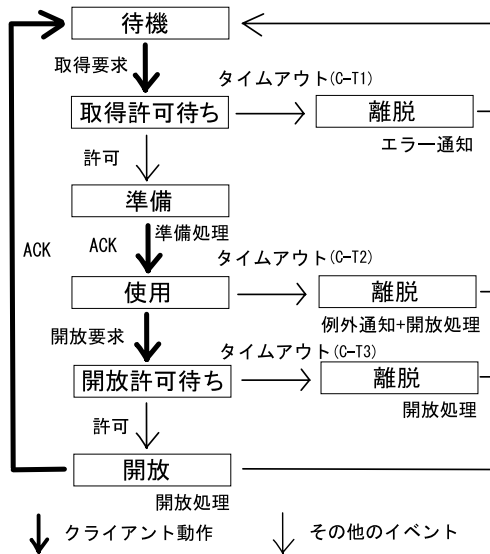 待機
取得要求
タイムアウト(C-T1)
取得許可待ち
離脱
エラー通知
許可
準備
ACK
ACK
準備処理
タイムアウト(C-T2)
使用
離脱
開放要求
例外通知+開放処理
タイムアウト(C-T3)
開放許可待ち
離脱
許可
開放処理
開放
開放処理
クライアント動作
その他のイベント